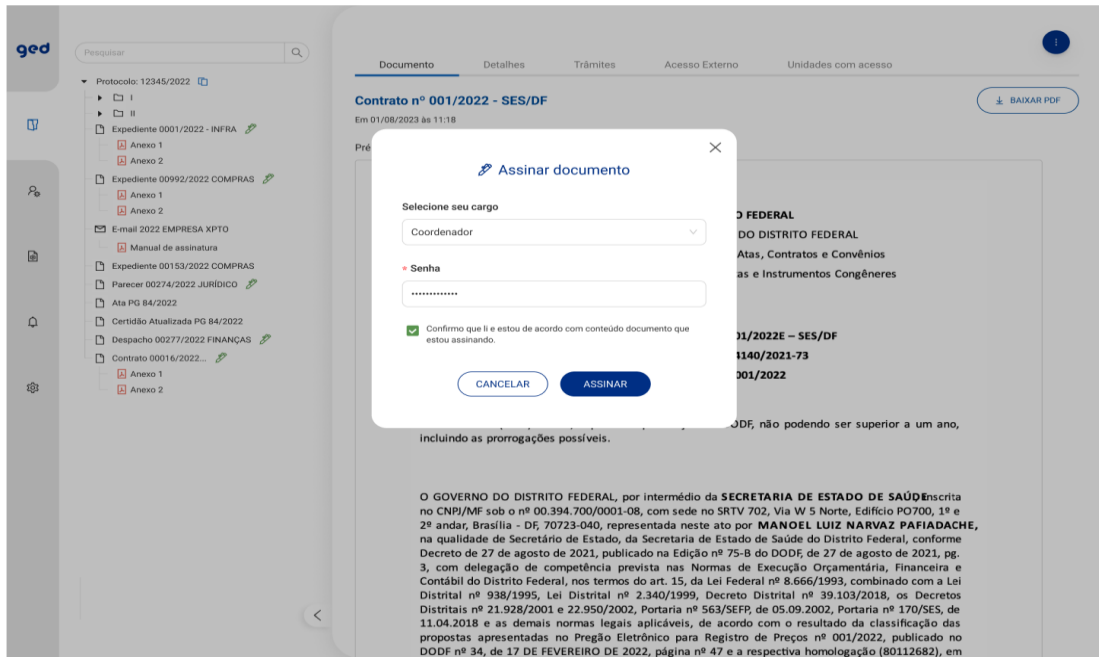 ged
Pesquisar
Protocolo: 12345/2022
I
II
Expediente 0001/2022 - INFRA
Anexo 1
Anexo 2
Expediente 00992/2022 COMPRAS
Anexo 1
Anexo 2
E-mail 2022 EMPRESA XPTO
Manual de assinatura
Expediente 00153/2022 COMPRAS
Parecer 00274/2022 JURÍDICO
Ata PG 84/2022
Certidão Atualizada PG 84/2022
Despacho 00277/2022 FINANÇAS
Contrato 00016/2022...
Anexo 1
Anexo 2
Documento Detalhes Trâmites Acesso Externo Unidades com acesso
Contrato nº 001/2022 - SES/DF
BAIXAR PDF
Em 01/08/2023 às 11:18
Pré
Assinar documento
Selecione seu cargo
Coordenador
* Senha
•••••••••••••
Confirmo que li e estou de acordo com conteúdo documento que
estou assinando.
CANCELAR ASSINAR
O FEDERAL
DO DISTRITO FEDERAL
Atas, Contratos e Convênios
as e Instrumentos Congêneres
01/2022E – SES/DF
4140/2021-73
001/2022
DODF, não podendo ser superior a um ano,
incluindo as prorrogações possíveis.
O GOVERNO DO DISTRITO FEDERAL, por intermédio da SECRETARIA DE ESTADO DE SAÚDE inscrita
no CNPJ/MF sob o nº 00.394.700/0001-08, com sede no SRTV 702, Via W 5 Norte, Edifício PO700, 1º e
2º andar, Brasília - DF, 70723-040, representada neste ato por MANOEL LUIZ NARVAZ PAFIADACHE,
na qualidade de Secretário de Estado, da Secretaria de Estado de Saúde do Distrito Federal, conforme
Decreto de 27 de agosto de 2021, publicado na Edição nº 75-B do DODF, de 27 de agosto de 2021, pg.
3, com delegação de competência prevista nas Normas de Execução Orçamentária, Financeira e
Contábil do Distrito Federal, nos termos do art. 15, da Lei Federal nº 8.666/1993, combinado com a Lei
Distrital nº 938/1995, Lei Distrital nº 2.340/1999, Decreto Distrital nº 39.103/2018, os Decretos
Distritais nº 21.928/2001 e 22.950/2002, Portaria nº 563/SEFP, de 05.09.2002, Portaria nº 170/SES, de
11.04.2018 e as demais normas legais aplicáveis, de acordo com o resultado da classificação das
propostas apresentadas no Pregão Eletrônico para Registro de Preços nº 001/2022, publicado no
DODF nº 34, de 17 DE FEVEREIRO DE 2022, página nº 47 e a respectiva homologação (80112682), em